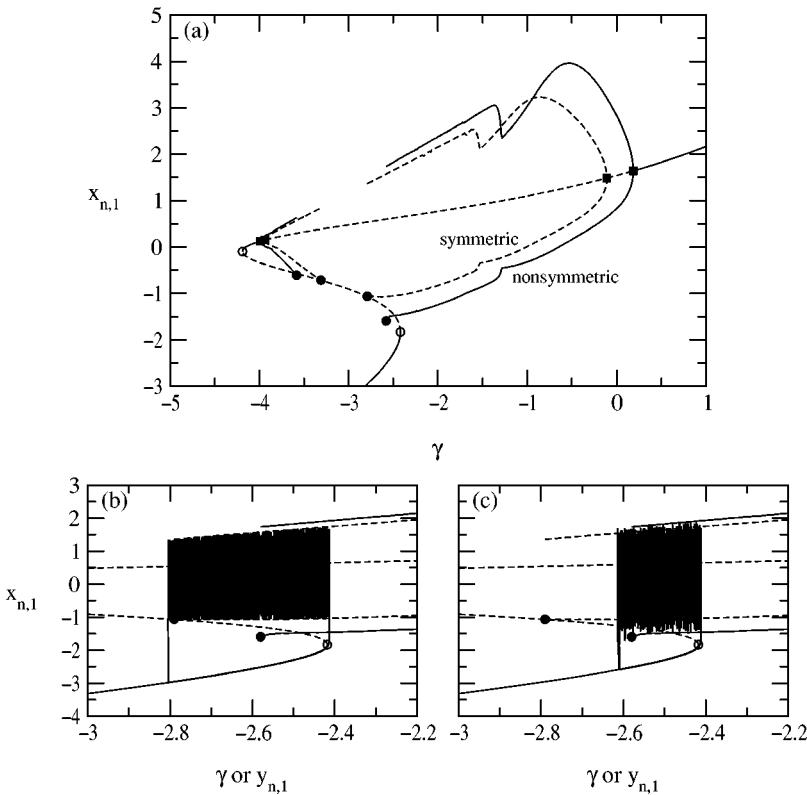 (a)
5
4
3
2
1
0
−1
−2
−3
x_{n,1}
symmetric
nonsymmetric
−5 −4 −3 −2 −1 0 1
γ
(b)
3
2
1
0
−1
−2
−3
−4
x_{n,1}
−3 −2.8 −2.6 −2.4 −2.2
γ or y_{n,1}
(c)
−3 −2.8 −2.6 −2.4 −2.2
γ or y_{n,1}